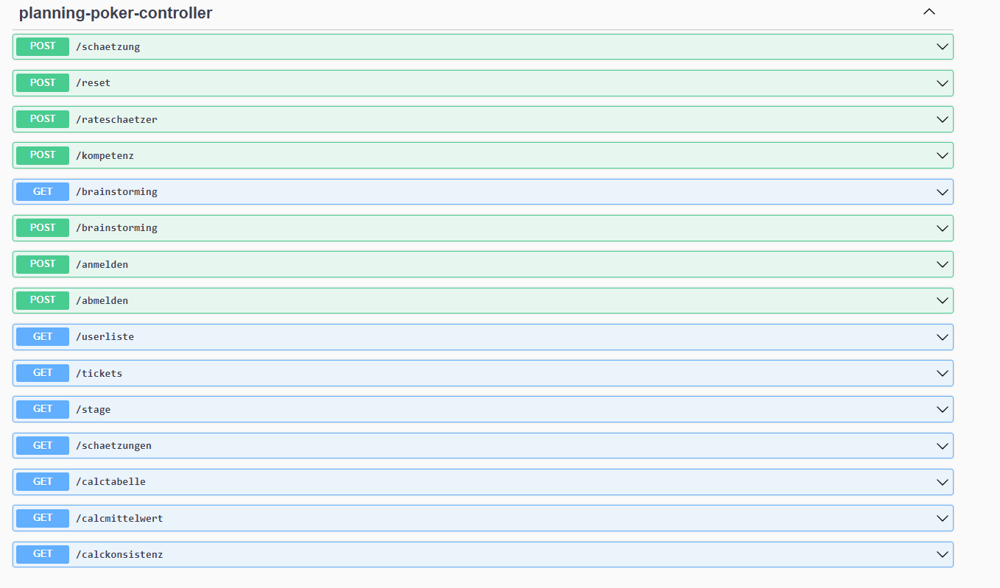 planning-poker-controller
POST /schaetzung
POST /reset
POST /rateschaetzer
POST /kompetenz
GET /brainstorming
POST /brainstorming
POST /anmelden
POST /abmelden
GET /userliste
GET /tickets
GET /stage
GET /schaetzungen
GET /calctabelle
GET /calcmittelwert
GET /calckonsistenz